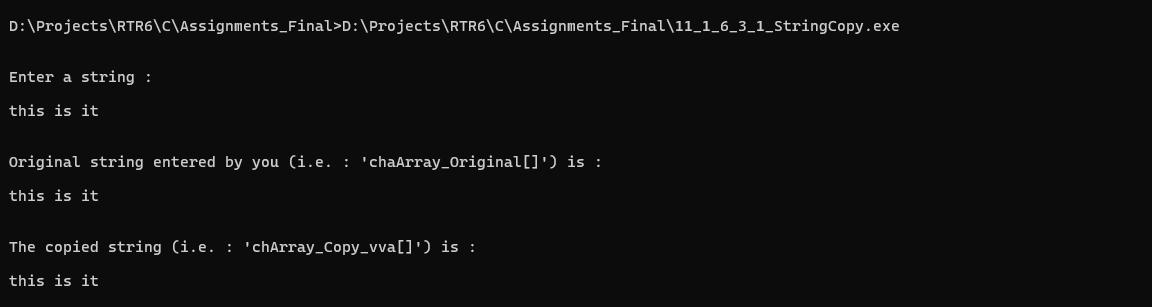 D:\Projects\RTR6\C\Assignments_Final>D:\Projects\RTR6\C\Assignments_Final\11_1_6_3_1_StringCopy.exe
Enter a string :
this is it
Original string entered by you (i.e. : 'chaArray_Original[]') is :
this is it
The copied string (i.e. : 'chArray_Copy_vva[]') is :
this is it